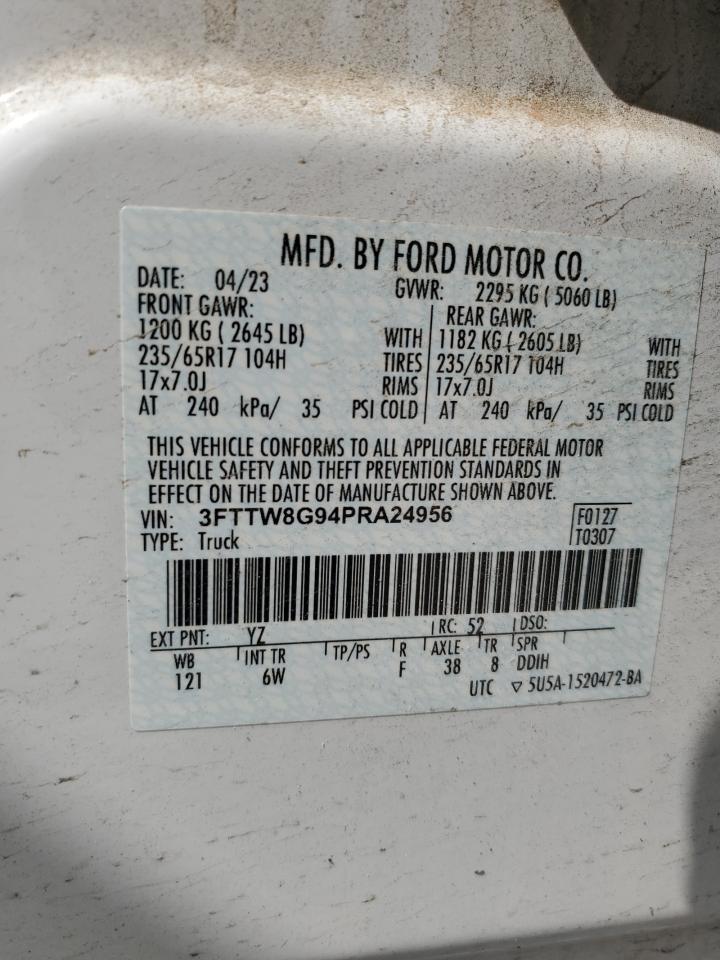 MFD. BY FORD MOTOR CO.
DATE: 04/23 GVWR: 2295 KG ( 5060 LB)
FRONT GAWR: REAR GAWR:
1200 KG ( 2645 LB) WITH 1182 KG ( 2605 LB) WITH
235/65R17 104H TIRES 235/65R17 104H TIRES
17x7.0J RIMS 17x7.0J RIMS
AT 240 kPa/ 35 PSI COLD AT 240 kPa/ 35 PSI COLD
THIS VEHICLE CONFORMS TO ALL APPLICABLE FEDERAL MOTOR
VEHICLE SAFETY AND THEFT PREVENTION STANDARDS IN
EFFECT ON THE DATE OF MANUFACTURE SHOWN ABOVE.
VIN: 3FTTW8G94PRA24956 F0127
TYPE: Truck T0307
EXT PNT: YZ RC: 52 DSO:
WB INT TR TP/PS R AXLE TR SPR
121 6W F 38 8 DDIH
UTC ▽ 5U5A-1520472-BA